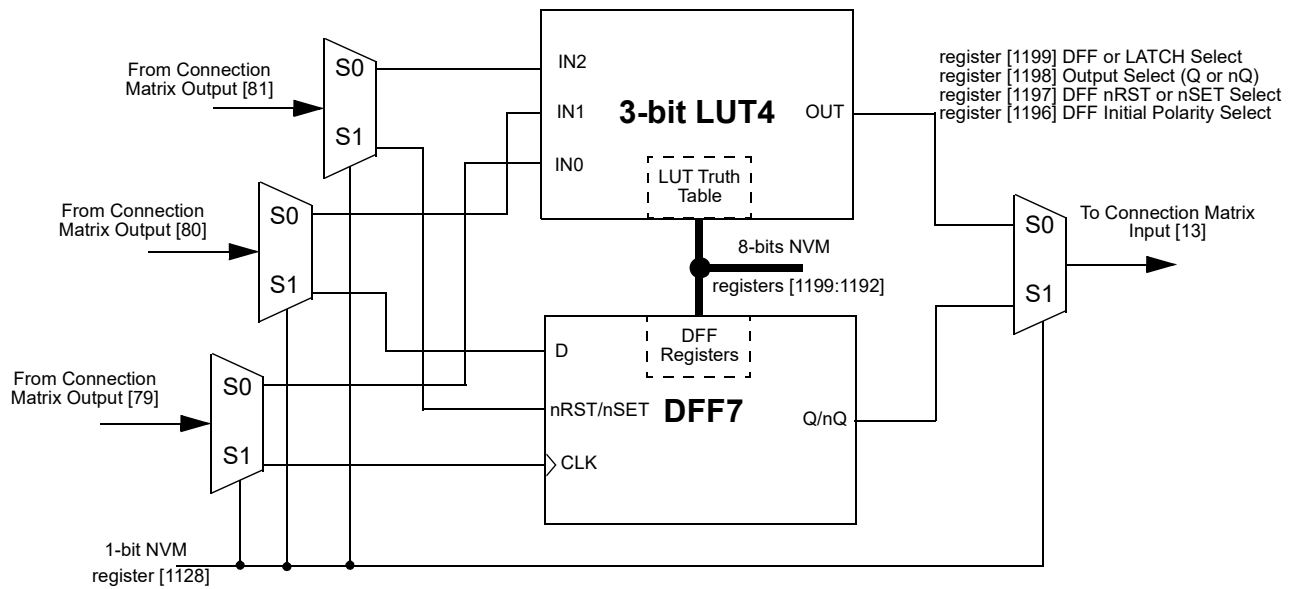 From Connection
Matrix Output [81]
S0
S1
IN2
IN1
IN0
3-bit LUT4
OUT
LUT Truth
Table
register [1199] DFF or LATCH Select
register [1198] Output Select (Q or nQ)
register [1197] DFF nRST or nSET Select
register [1196] DFF Initial Polarity Select
From Connection
Matrix Output [80]
S0
S1
8-bits NVM
registers [1199:1192]
S0
S1
To Connection Matrix
Input [13]
From Connection
Matrix Output [79]
S0
S1
D
nRST/nSET
CLK
DFF
Registers
DFF7
Q/nQ
1-bit NVM
register [1128]